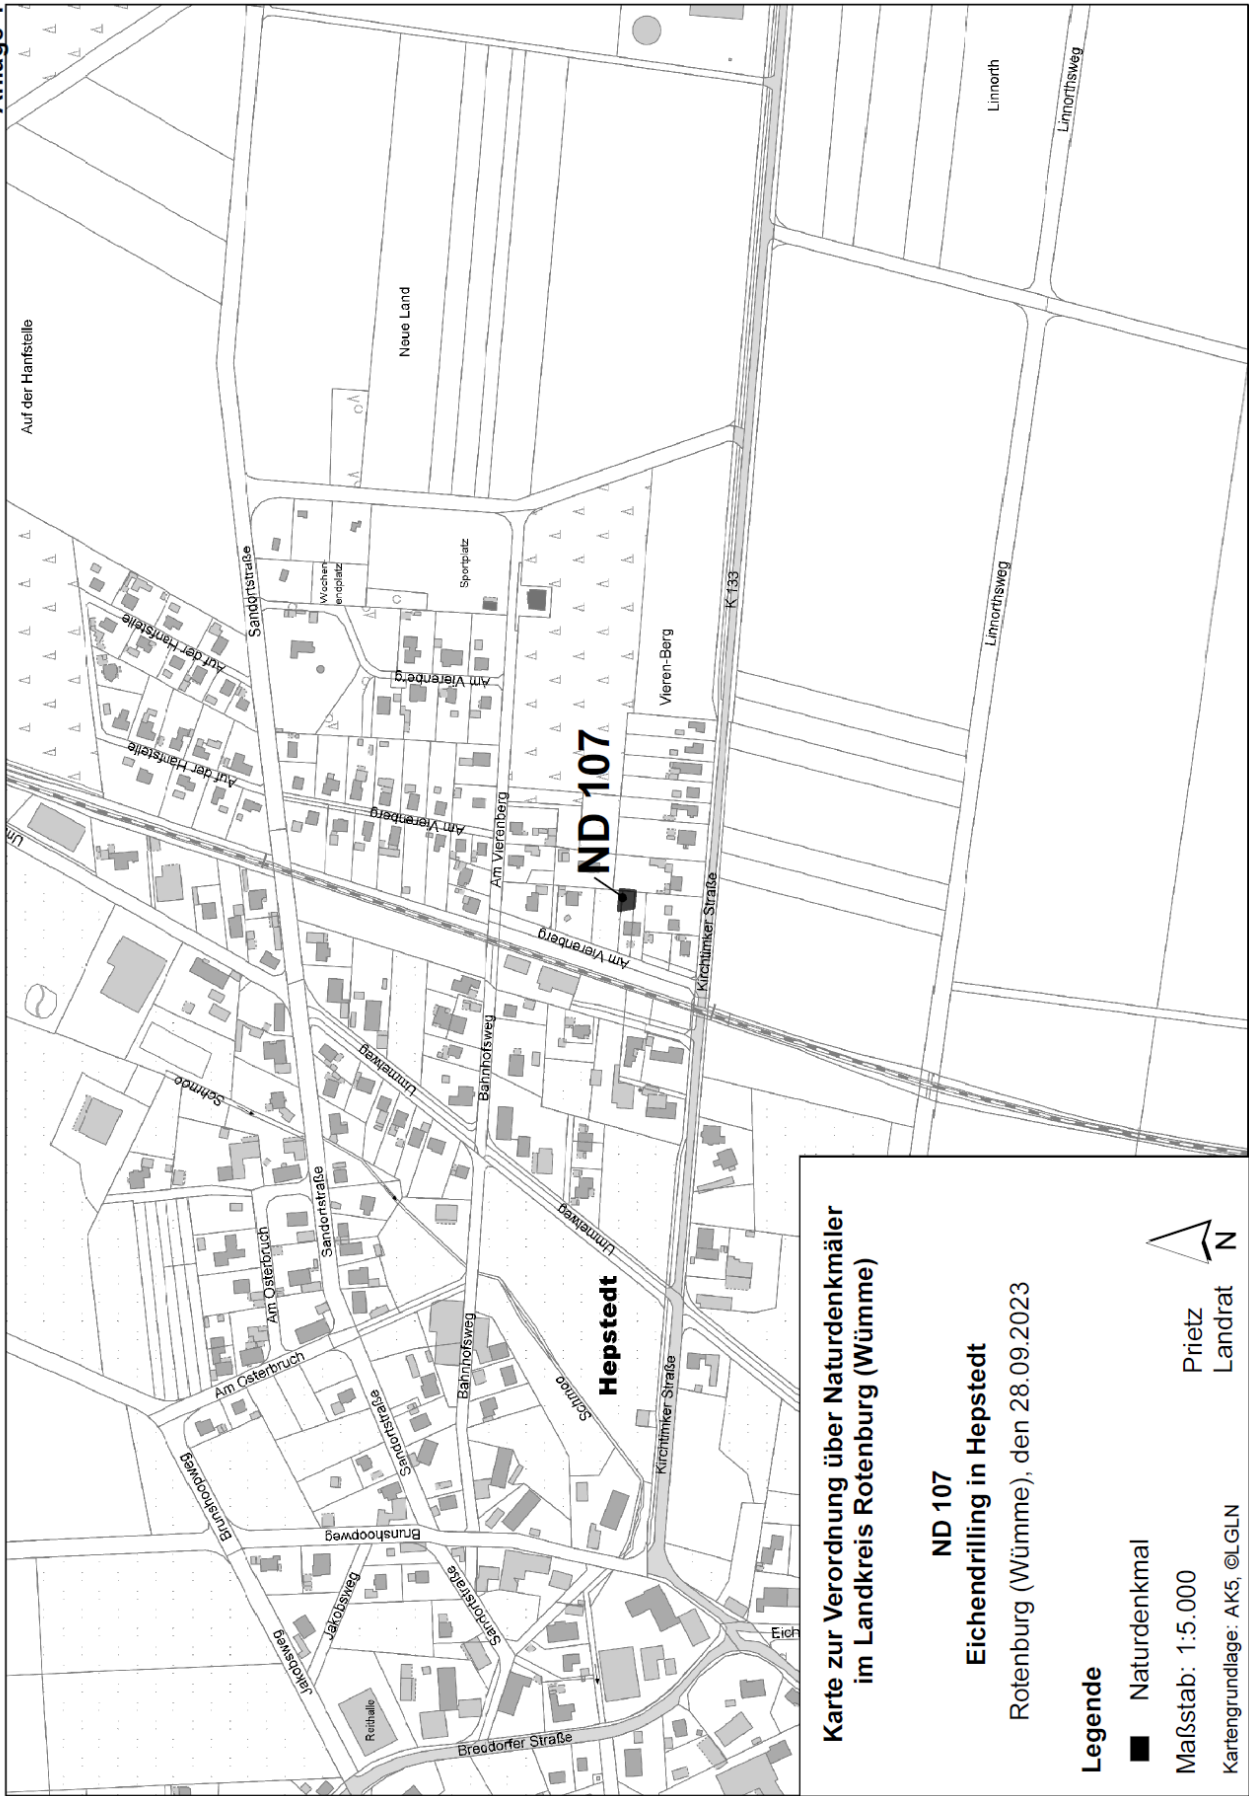 Auf der Hanfstelle
Neue Land
Linnorth
Linnorthsweg
Sandortstraße
Wochen-
endplatz
Sportplatz
Auf der Hanfstelle
Auf der Hanfstelle
Am Vierenberg
Am Vierenberg
Am Vierenberg
Am Vierenberg
Vieren-Berg
K 133
Linnorthsweg
ND 107
Kirchtimker Straße
Schmoo
Ummelweg
Bahnhofsweg
Sandortstraße
Am Osterbruch
Am Osterbruch
Ummelweg
Hepstedt
Bahnhofsweg
Schmoo
Kirchtimker Straße
Sandortstraße
Brunshoopweg
Brunshoopweg
Jakobsweg
Jakobsweg
Sandortstraße
Reithalle
Breddorfer Straße
Eich
Karte zur Verordnung über Naturdenkmäler
im Landkreis Rotenburg (Wümme)
ND 107
Eichendrilling in Hepstedt
Rotenburg (Wümme), den 28.09.2023
Legende
Naturdenkmal
Maßstab: 1:5.000
Prietz
Landrat
N
Kartengrundlage: AK5, ©LGLN